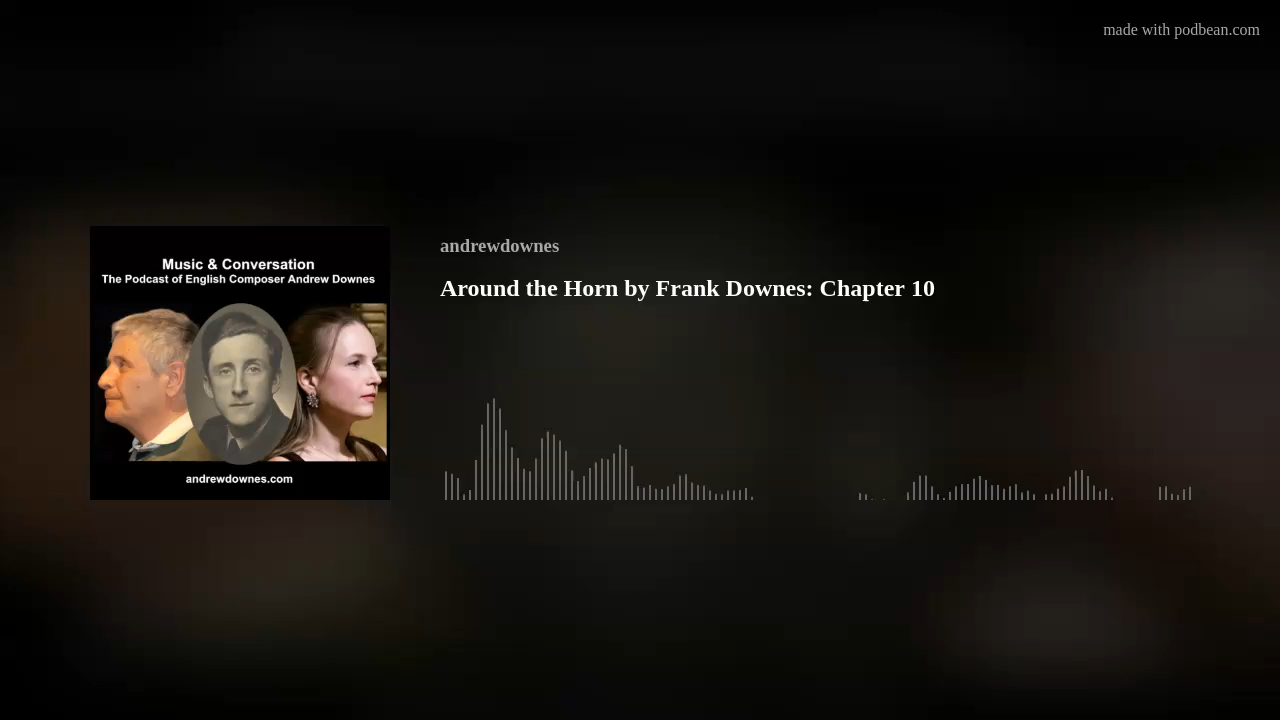 made with podbean.com
Music & Conversation
The Podcast of English Composer Andrew Downes
andrewdownes.com
andrewdownes
Around the Horn by Frank Downes: Chapter 10